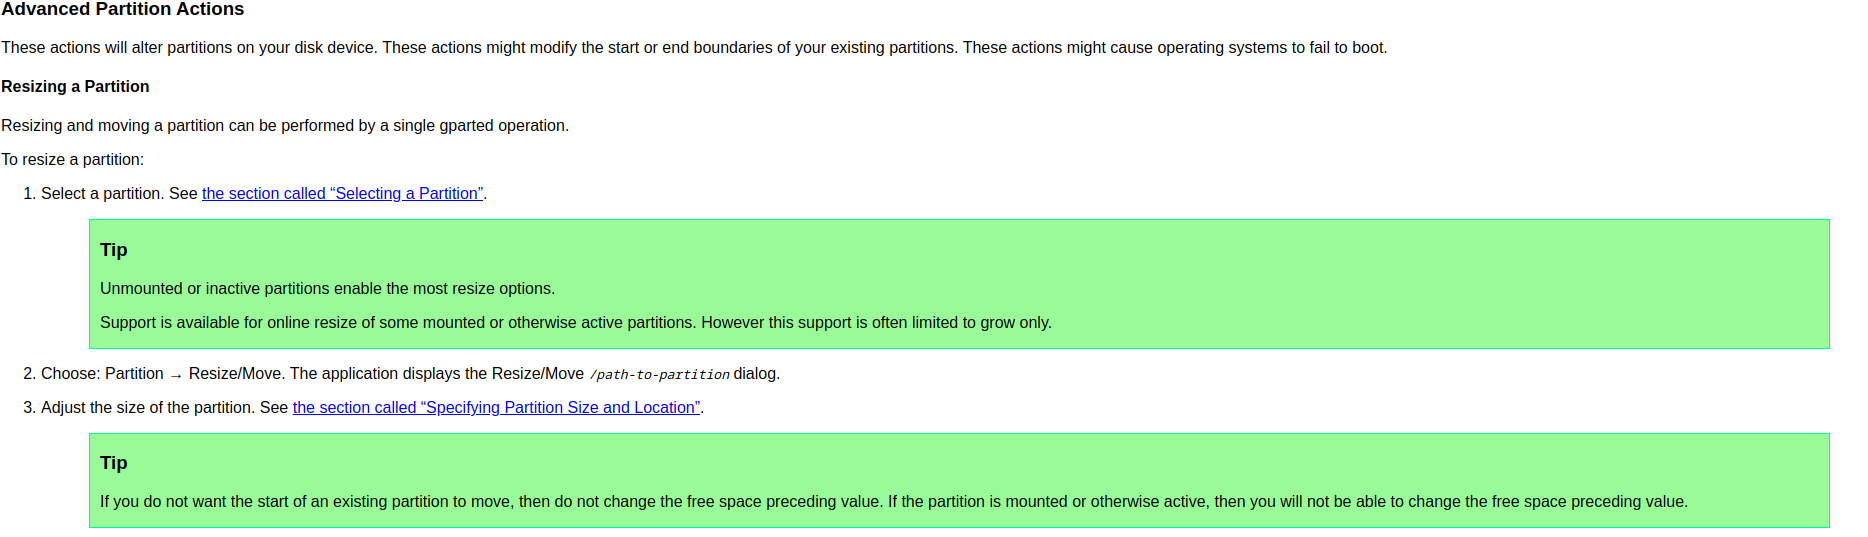 Advanced Partition Actions
These actions will alter partitions on your disk device. These actions might modify the start or end boundaries of your existing partitions. These actions might cause operating systems to fail to boot.
Resizing a Partition
Resizing and moving a partition can be performed by a single gparted operation.
To resize a partition:
1. Select a partition. See the section called “Selecting a Partition”.
Tip
Unmounted or inactive partitions enable the most resize options.
Support is available for online resize of some mounted or otherwise active partitions. However this support is often limited to grow only.
2. Choose: Partition → Resize/Move. The application displays the Resize/Move /path-to-partition dialog.
3. Adjust the size of the partition. See the section called “Specifying Partition Size and Location”.
Tip
If you do not want the start of an existing partition to move, then do not change the free space preceding value. If the partition is mounted or otherwise active, then you will not be able to change the free space preceding value.